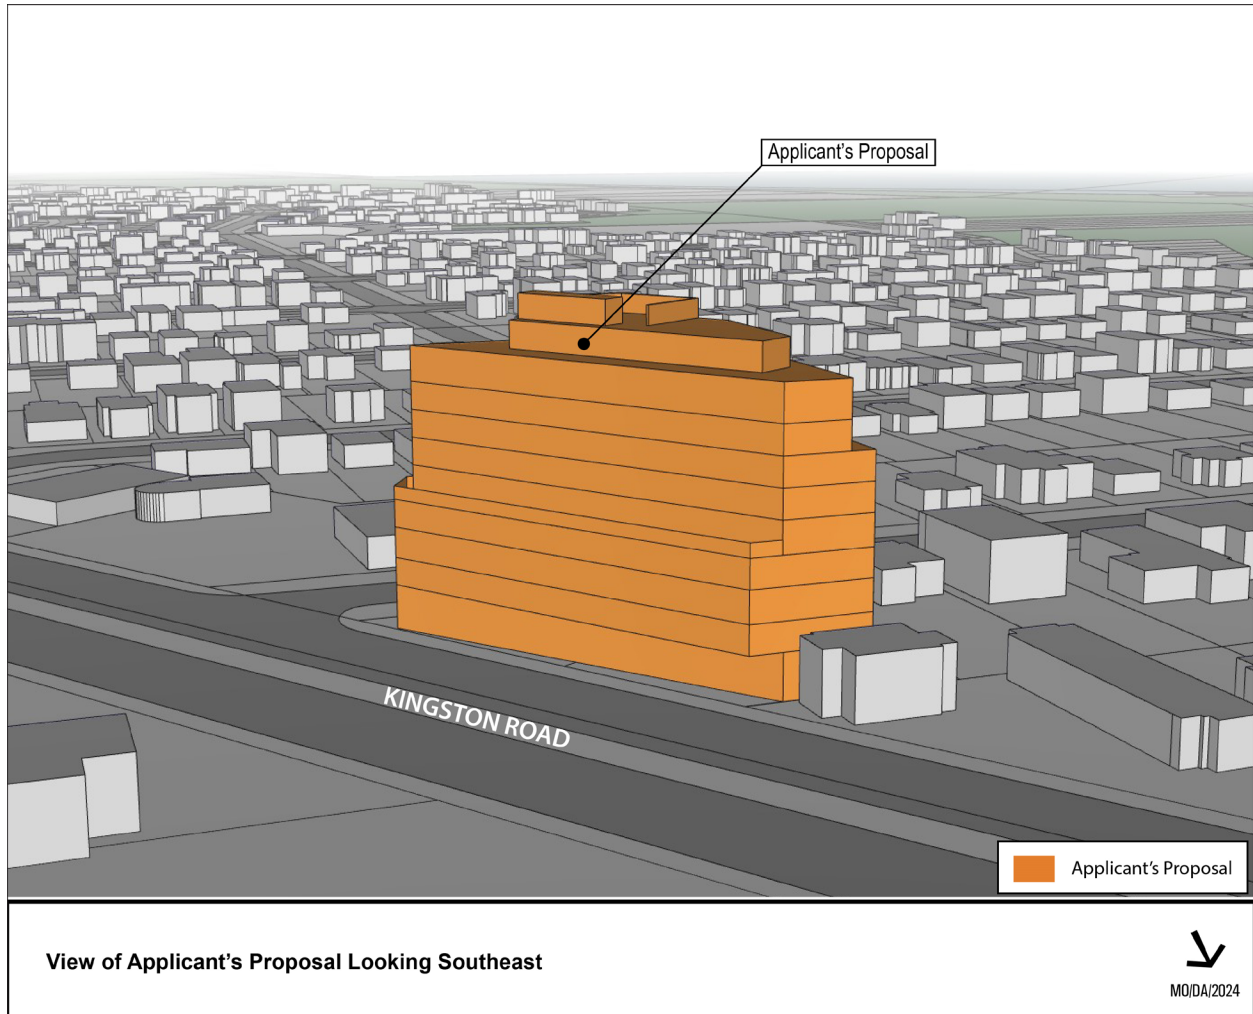 Applicant's Proposal
KINGSTON ROAD
Applicant's Proposal
View of Applicant's Proposal Looking Southeast
MO/DA/2024